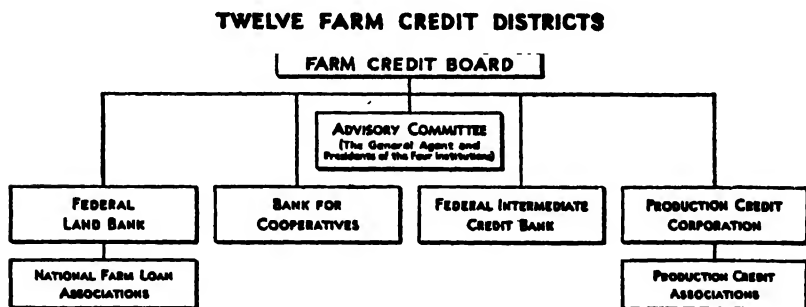 TWELVE FARM CREDIT DISTRICTS
FARM CREDIT BOARD
ADVISORY COMMITTEE
(The General Agent and
Presidents of the Four Institutions)
FEDERAL
LAND BANK
BANK FOR
COOPERATIVES
FEDERAL INTERMEDIATE
CREDIT BANK
PRODUCTION CREDIT
CORPORATION
NATIONAL FARM LOAN
ASSOCIATIONS
PRODUCTION CREDIT
ASSOCIATIONS